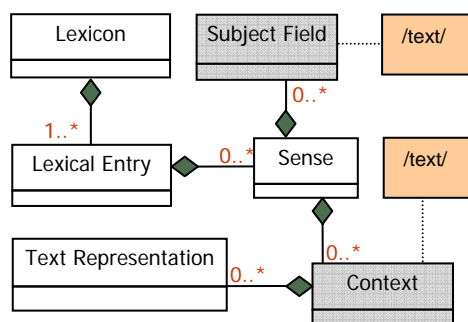 Lexicon
Subject Field
/text/
0..*
1..*
Lexical Entry
0..*
Sense
/text/
0..*
Text Representation
0..*
Context